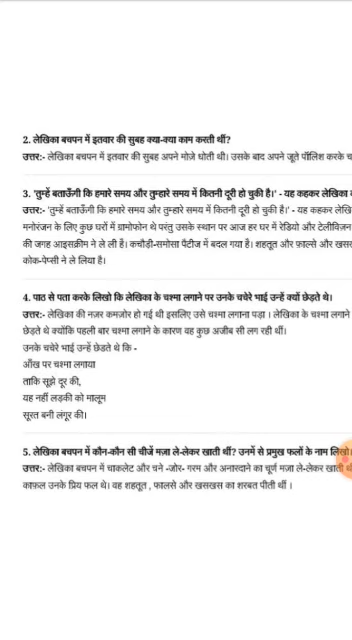 2. लेखिका बचपन में इतवार की सुबह क्या-क्या काम करती थीं?
उत्तर:- लेखिका बचपन में इतवार की सुबह अपने मोज़े धोती थी। उसके बाद अपने जूते पॉलिश करके च
3. 'तुम्हें बताऊँगी कि हमारे समय और तुम्हारे समय में कितनी दूरी हो चुकी है।' - यह कहकर लेखिका
उत्तर:- 'तुम्हें बताऊँगी कि हमारे समय और तुम्हारे समय में कितनी दूरी हो चुकी है।' - यह कहकर लेखि
मनोरंजन के लिए कुछ घरों में ग्रामोफोन थे परंतु उसके स्थान पर आज हर घर में रेडियो और टेलीविजन
की जगह आइसक्रीम ने ले ली हैं। कचौड़ी-समोसा पैटीज में बदल गया हैं। शहतूत और फ़ाल्से और खस
कोक-पेप्सी ने ले लिया है।
4. पाठ से पता करके लिखो कि लेखिका के चश्मा लगाने पर उनके चचेरे भाई उन्हें क्यों छेड़ते थे।
उत्तर:- लेखिका की नज़र कमजोर हो गई थी इसलिए उसे चश्मा लगाना पड़ा । लेखिका के चश्मा लगाने
छेड़ते थे क्योंकि पहली बार चश्मा लगाने के कारण वह कुछ अजीब सी लग रही थीं।
उनके चचेरे भाई उन्हें छेडते थे कि -
आँख पर चश्मा लगाया
ताकि सूझे दूर की,
यह नहीं लड़की को मालूम
सूरत बनी लंगूर की।
5. लेखिका बचपन में कौन-कौन सी चीजें मज़ा ले-लेकर खाती थीं? उनमें से प्रमुख फलों के नाम लिखो।
उत्तर:- लेखिका बचपन में चाकलेट और चने -जोर- गरम और अनारदाने का चूर्ण मज़ा ले-लेकर खाती
काफ़ल उनके प्रिय फल थे। वह शहतूत , फालसे और खसखस का शरबत पीती थीं ।